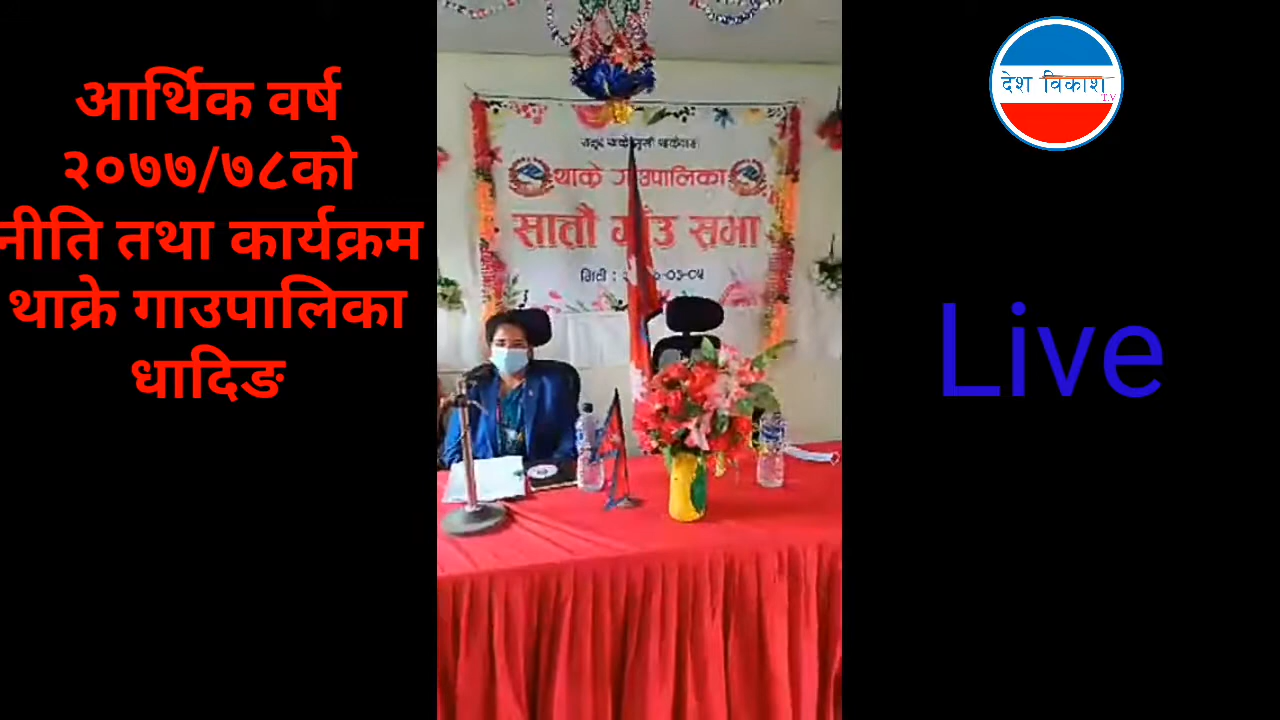 आर्थिक वर्ष
२०७७/७८को
नीति तथा कार्यक्रम
थाक्रे गाउपालिका
धादिङ
थाक्रे गाउपालिका
सातौ गाँउ सभा
मिती :
देश विकाश
T.V
Live